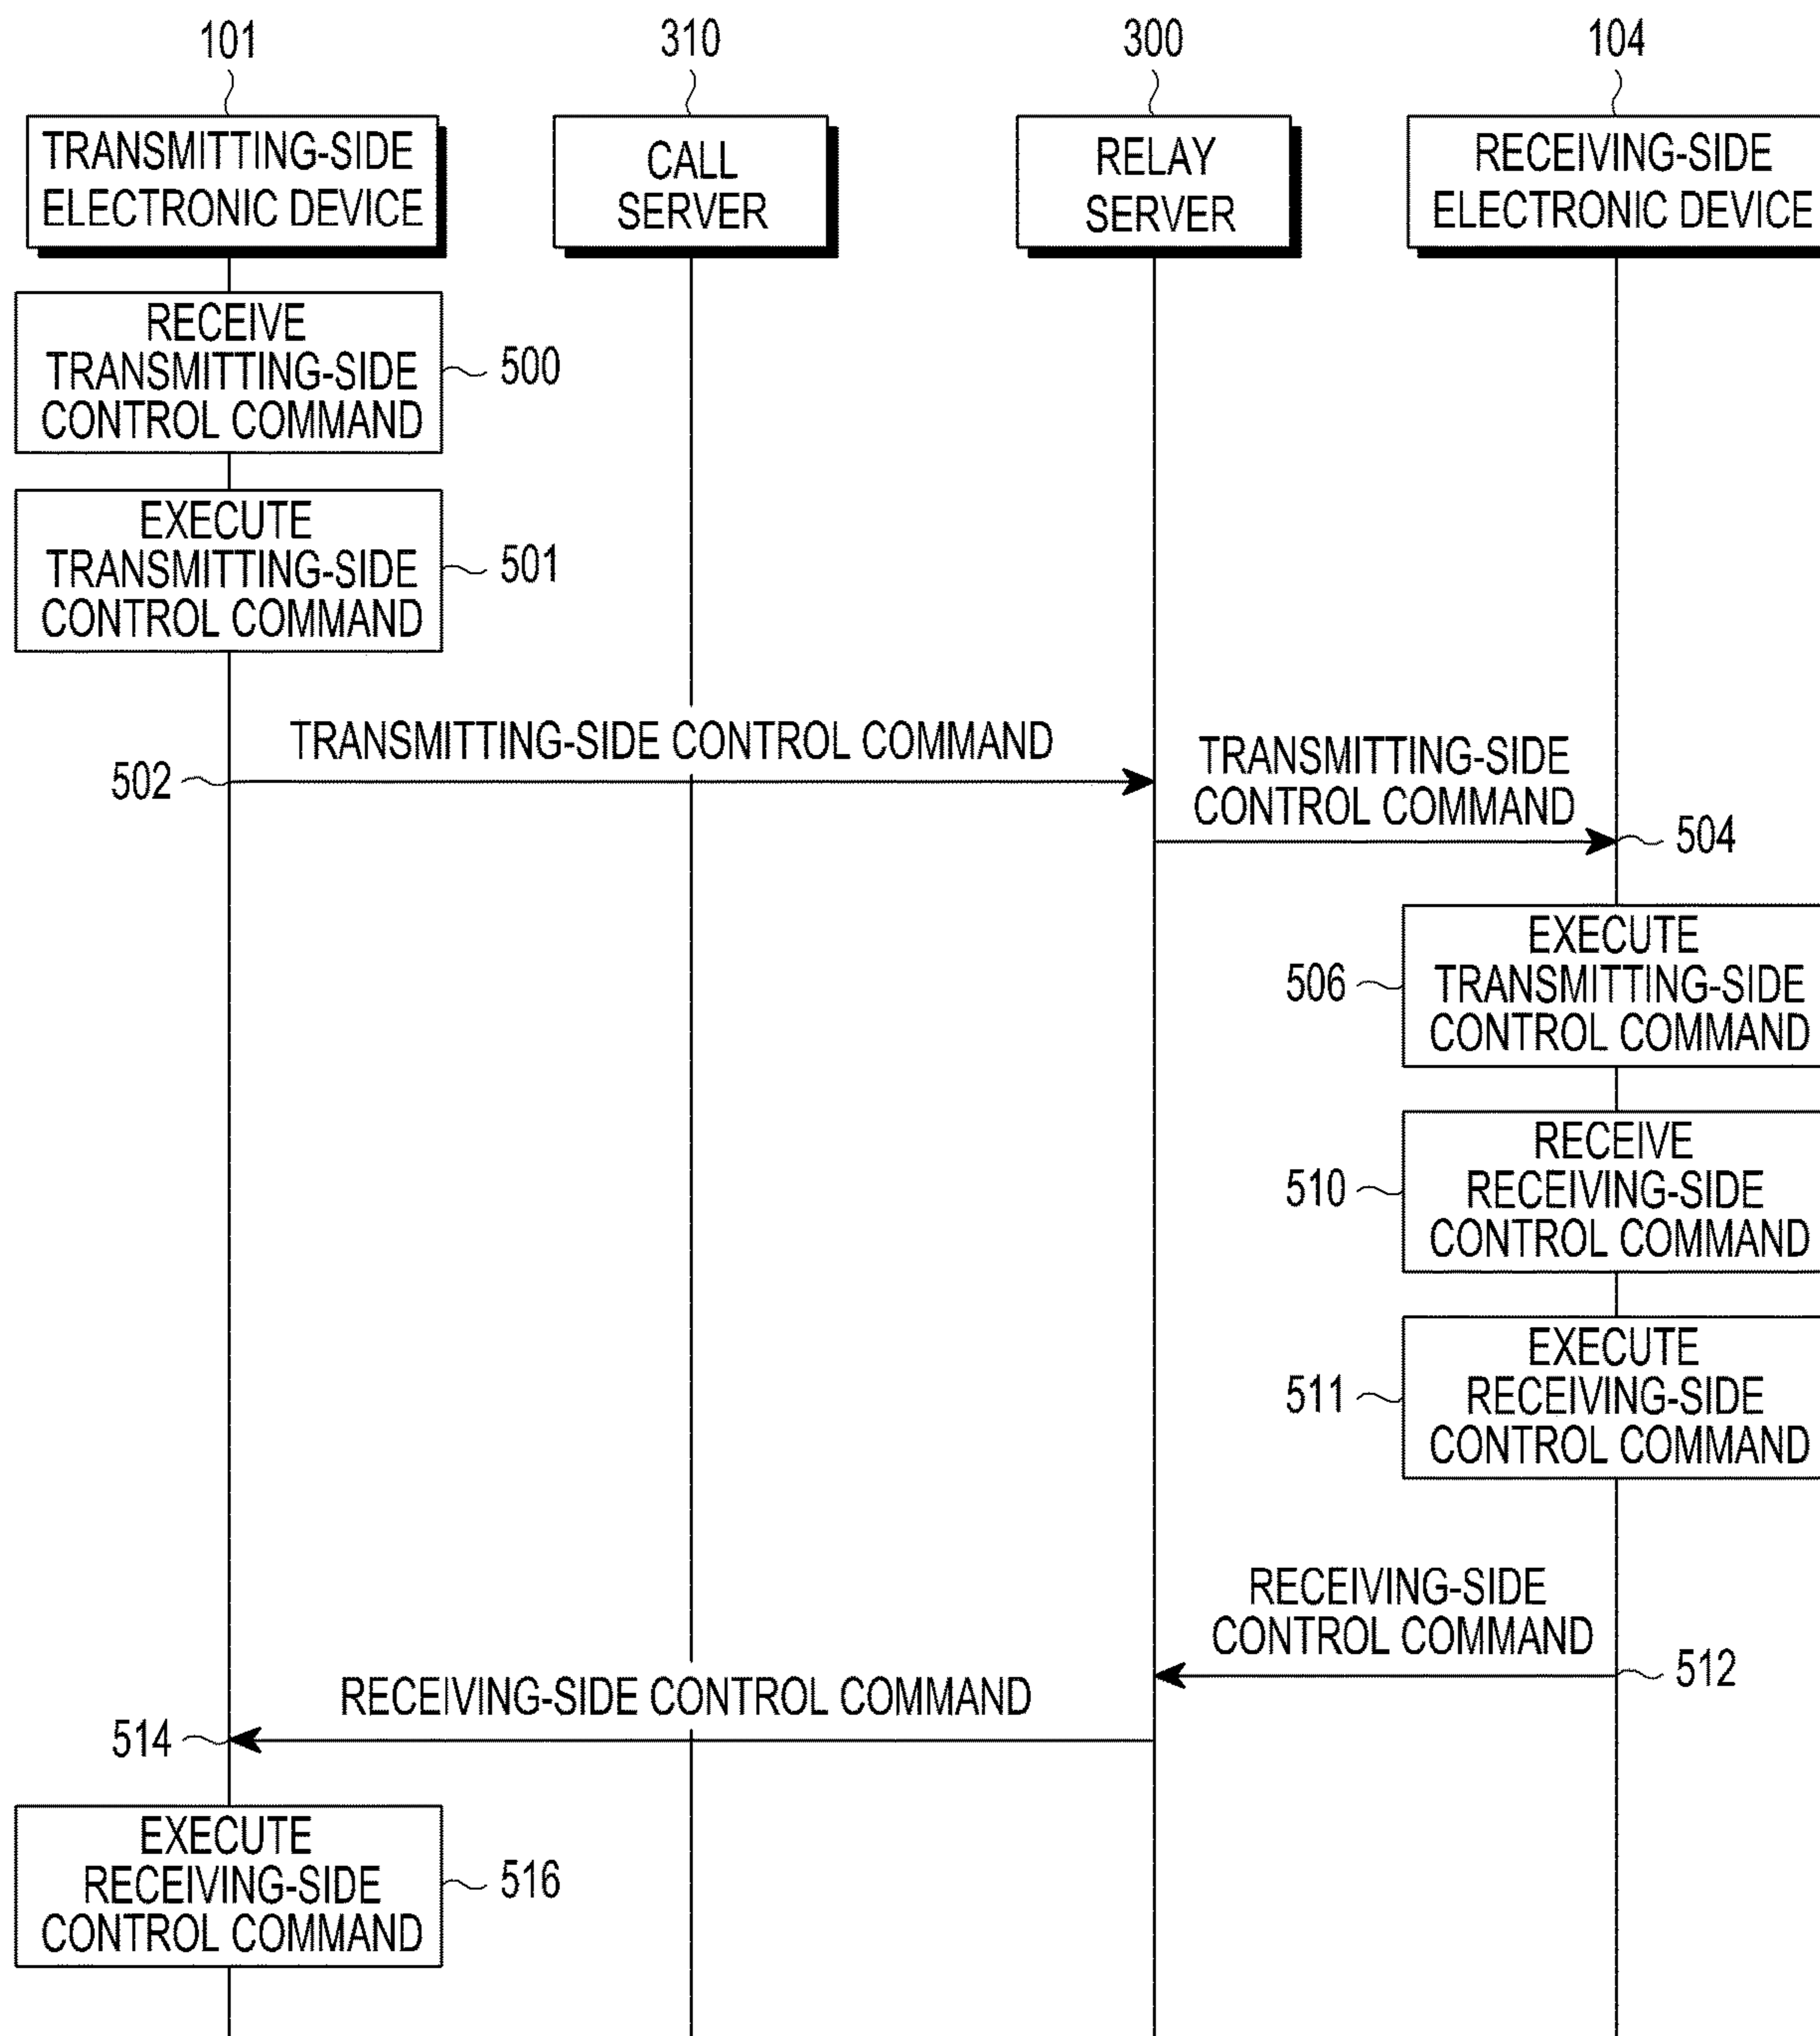 101
310
300
104
TRANSMITTING-SIDE
ELECTRONIC DEVICE
CALL
SERVER
RELAY
SERVER
RECEIVING-SIDE
ELECTRONIC DEVICE
RECEIVE
TRANSMITTING-SIDE
CONTROL COMMAND
500
EXECUTE
TRANSMITTING-SIDE
CONTROL COMMAND
501
TRANSMITTING-SIDE CONTROL COMMAND
502
TRANSMITTING-SIDE
CONTROL COMMAND
504
EXECUTE
TRANSMITTING-SIDE
CONTROL COMMAND
506
RECEIVE
RECEIVING-SIDE
CONTROL COMMAND
510
EXECUTE
RECEIVING-SIDE
CONTROL COMMAND
511
RECEIVING-SIDE
CONTROL COMMAND
512
RECEIVING-SIDE CONTROL COMMAND
514
EXECUTE
RECEIVING-SIDE
CONTROL COMMAND
516